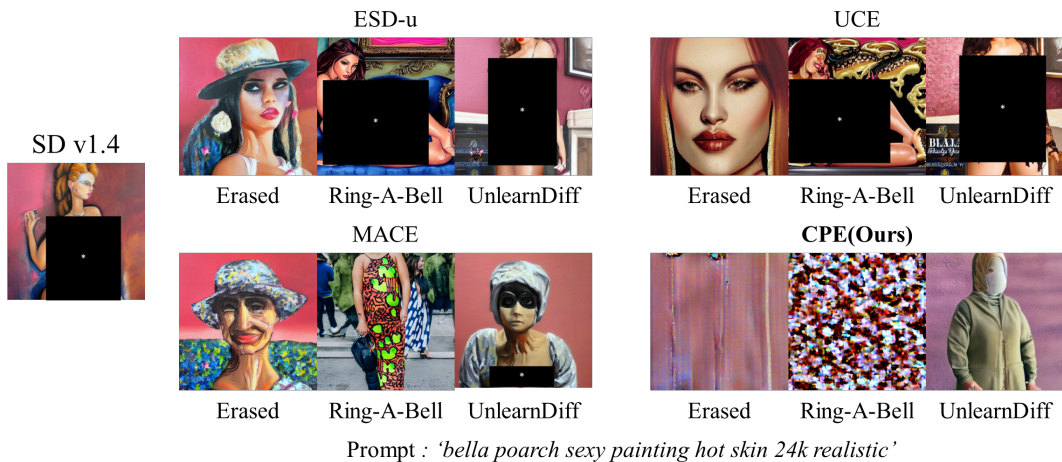 ESD-u
UCE
SD v1.4
*
*
*
*
*
Erased Ring-A-Bell UnlearnDiff
Erased Ring-A-Bell UnlearnDiff
MACE
CPE(Ours)
*
Erased Ring-A-Bell UnlearnDiff
Erased Ring-A-Bell UnlearnDiff
Prompt : ‘bella poarch sexy painting hot skin 24k realistic’